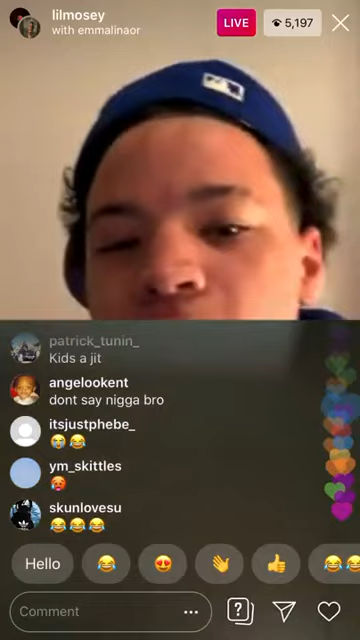 lilmosey
with emmalinaor
LIVE
5,197
patrick_tunin_
Kids a jit
angelookent
dont say nigga bro
itsjustphebe_
😭😂
ym_skittles
🥵
skunlovesu
😂😂😂
Hello 😂 😍 👋 👍 😂😂
Comment